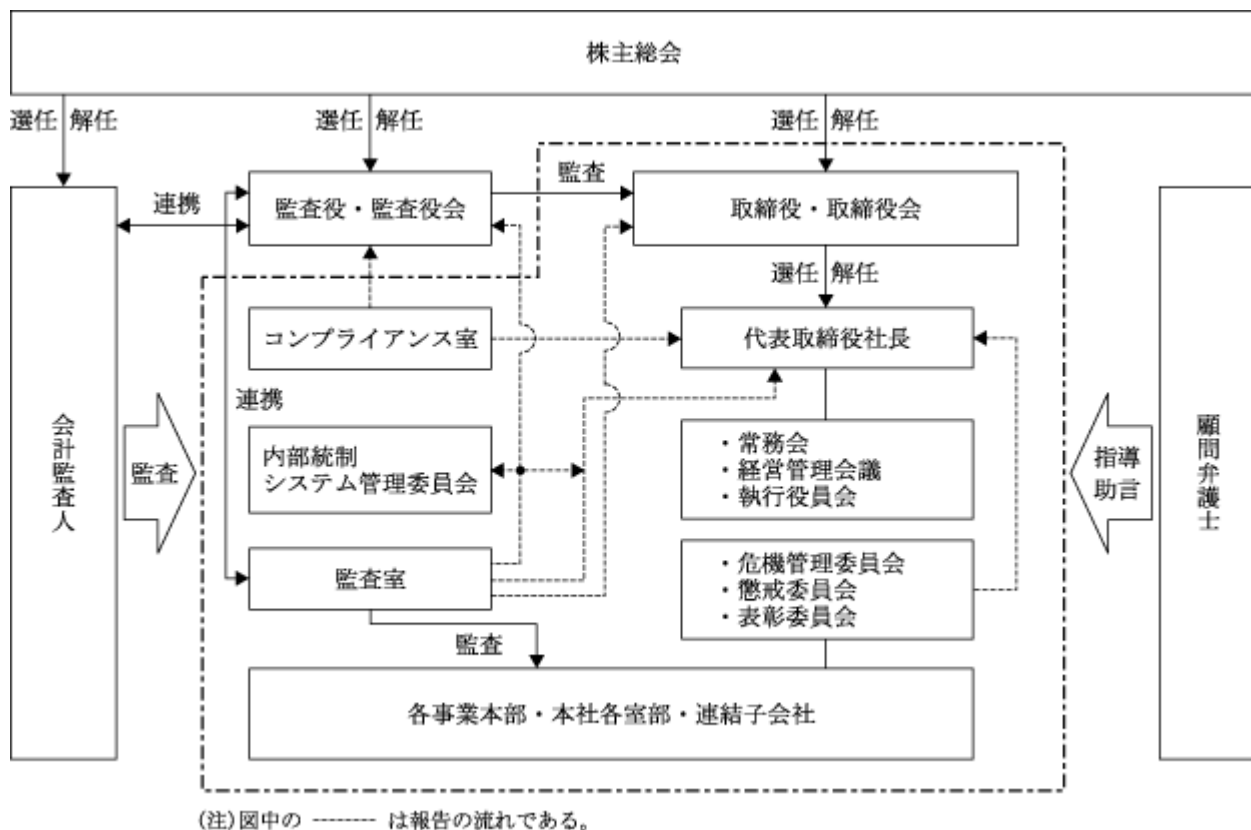 株主総会
選任 解任
選任 解任
選任 解任
監査役・監査役会
監査
取締役・取締役会
連携
選任 解任
コンプライアンス室
代表取締役社長
連携
会計監査人
監査
内部統制
システム管理委員会
・常務会
・経営管理会議
・執行役員会
指導
助言
顧問弁護士
監査室
・危機管理委員会
・懲戒委員会
・表彰委員会
監査
各事業本部・本社各室部・連結子会社
(注)図中の -------- は報告の流れである。